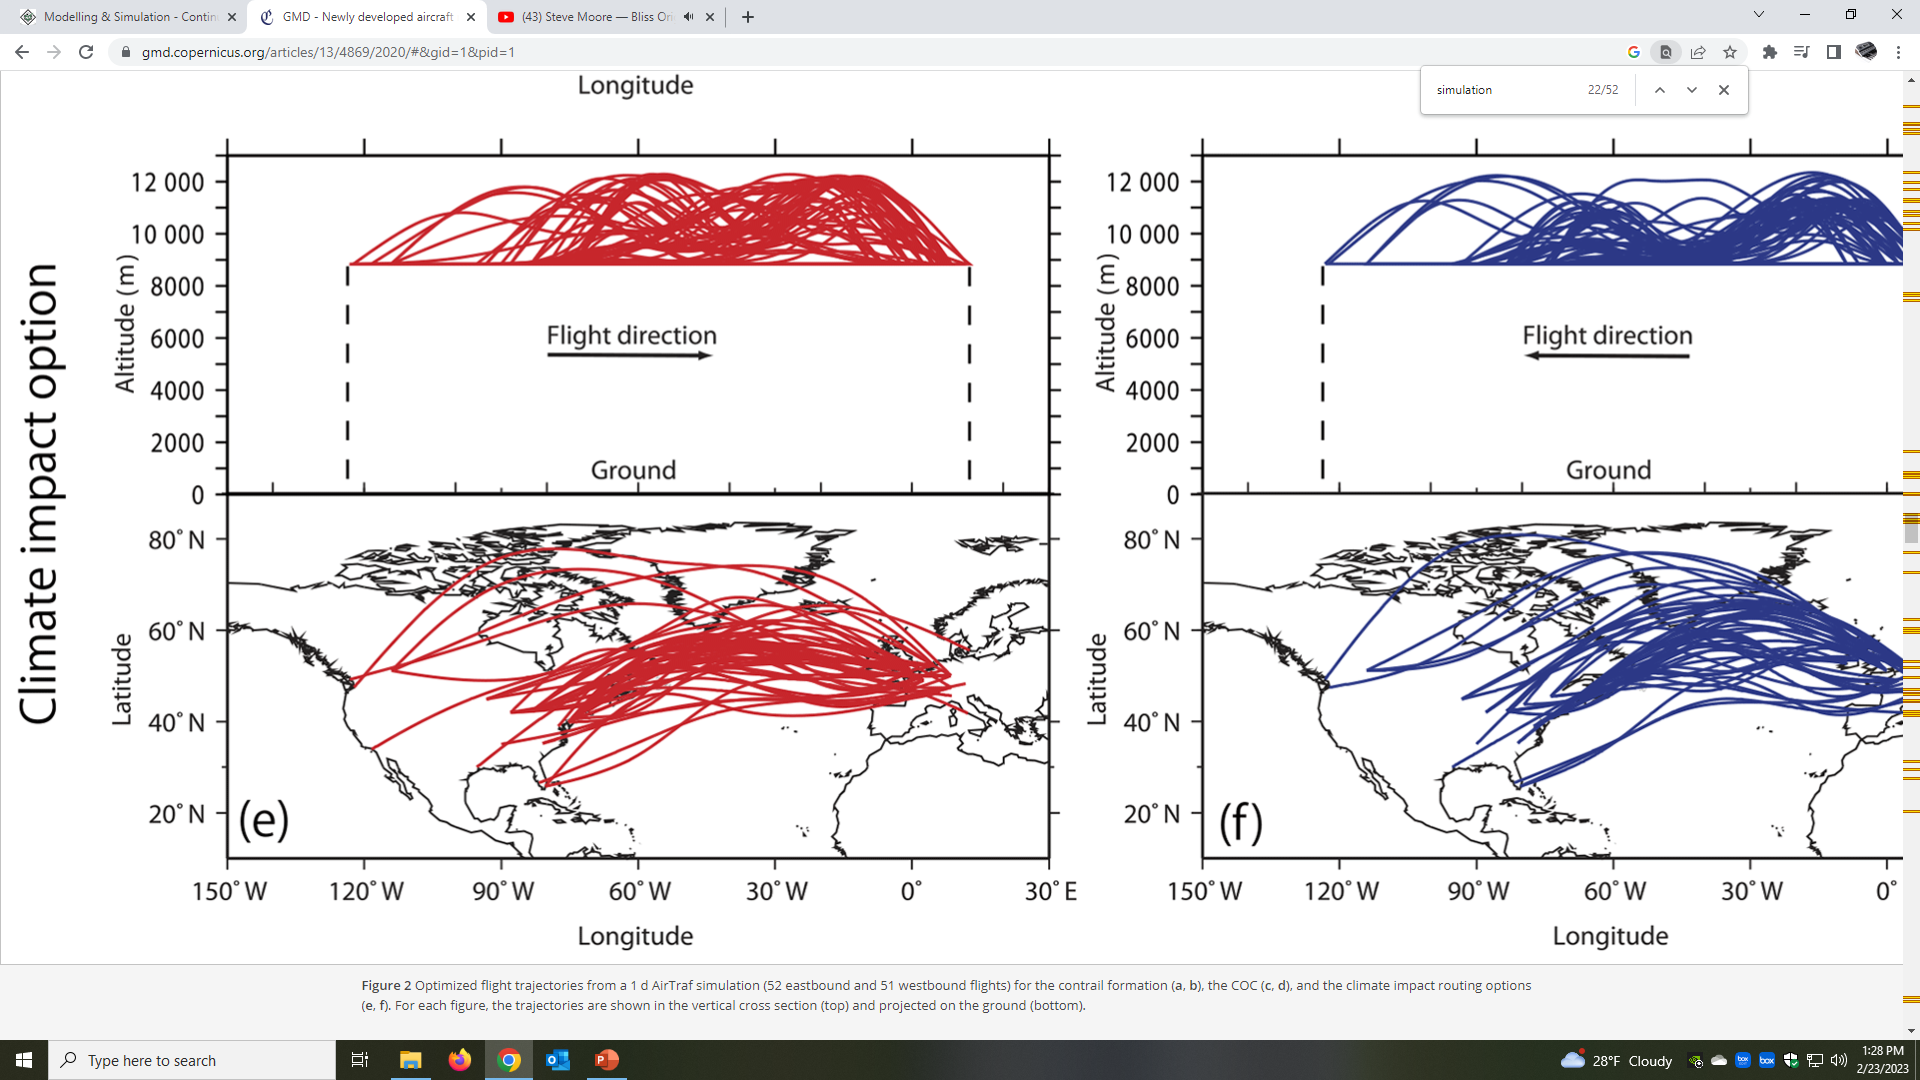 Modelling & Simulation - Contin
GMD - Newly developed aircraft
(43) Steve Moore — Bliss Ori
gmd.copernicus.org/articles/13/4869/2020/#&gid=1&pid=1
simulation 22/52
Longitude
Climate impact option
Altitude (m)
12 000
10 000
8000
6000
4000
2000
0
Flight direction
Ground
Latitude
80° N
60° N
40° N
20° N
(e)
150° W 120° W 90° W 60° W 30° W 0° 30° E
Longitude
Altitude (m)
12 000
10 000
8000
6000
4000
2000
0
Flight direction
Ground
Latitude
80° N
60° N
40° N
20° N
(f)
150° W 120° W 90° W 60° W 30° W 0°
Longitude
Figure 2 Optimized flight trajectories from a 1 d AirTraf simulation (52 eastbound and 51 westbound flights) for the contrail formation (a, b), the COC (c, d), and the climate impact routing options
(e, f). For each figure, the trajectories are shown in the vertical cross section (top) and projected on the ground (bottom).
Type here to search
28°F Cloudy
box
box
1:28 PM
2/23/2023